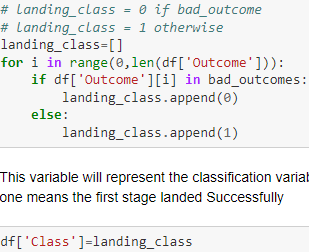 # landing_class = 0 if bad_outcome
# landing_class = 1 otherwise
landing_class=[]
for i in range(0,len(df['Outcome'])):
    if df['Outcome'][i] in bad_outcomes:
        landing_class.append(0)
    else:
        landing_class.append(1)
This variable will represent the classification variab
one means the first stage landed Successfully
df['Class']=landing_class